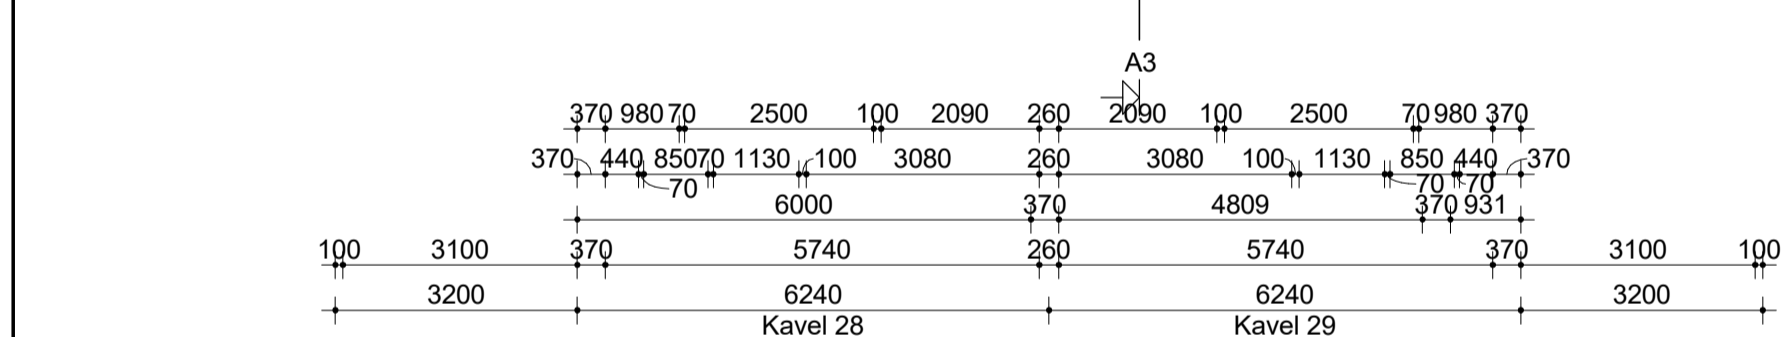 A3
370 980 70 2500 100 2090 260 2090 100 2500 70 980 370
370 440 850 70 1130 100 3080 260 3080 100 1130 850 440 370
70 70 70
6000 370 4809 370 931
100 3100 370 5740 260 5740 370 3100 100
3200 6240 6240 3200
Kavel 28 Kavel 29